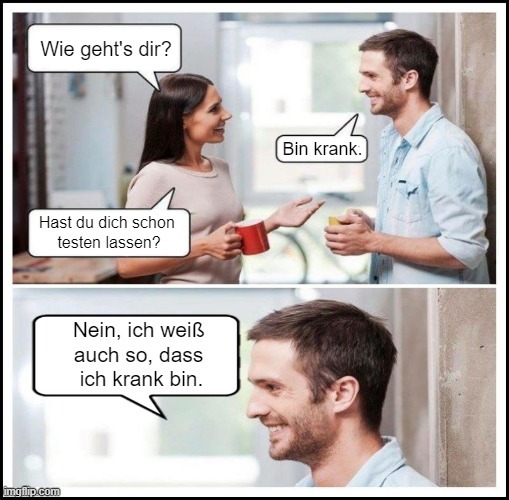 Wie geht's dir?
Bin krank.
Hast du dich schon
testen lassen?
Nein, ich weiß
auch so, dass
ich krank bin.
imgflip.com